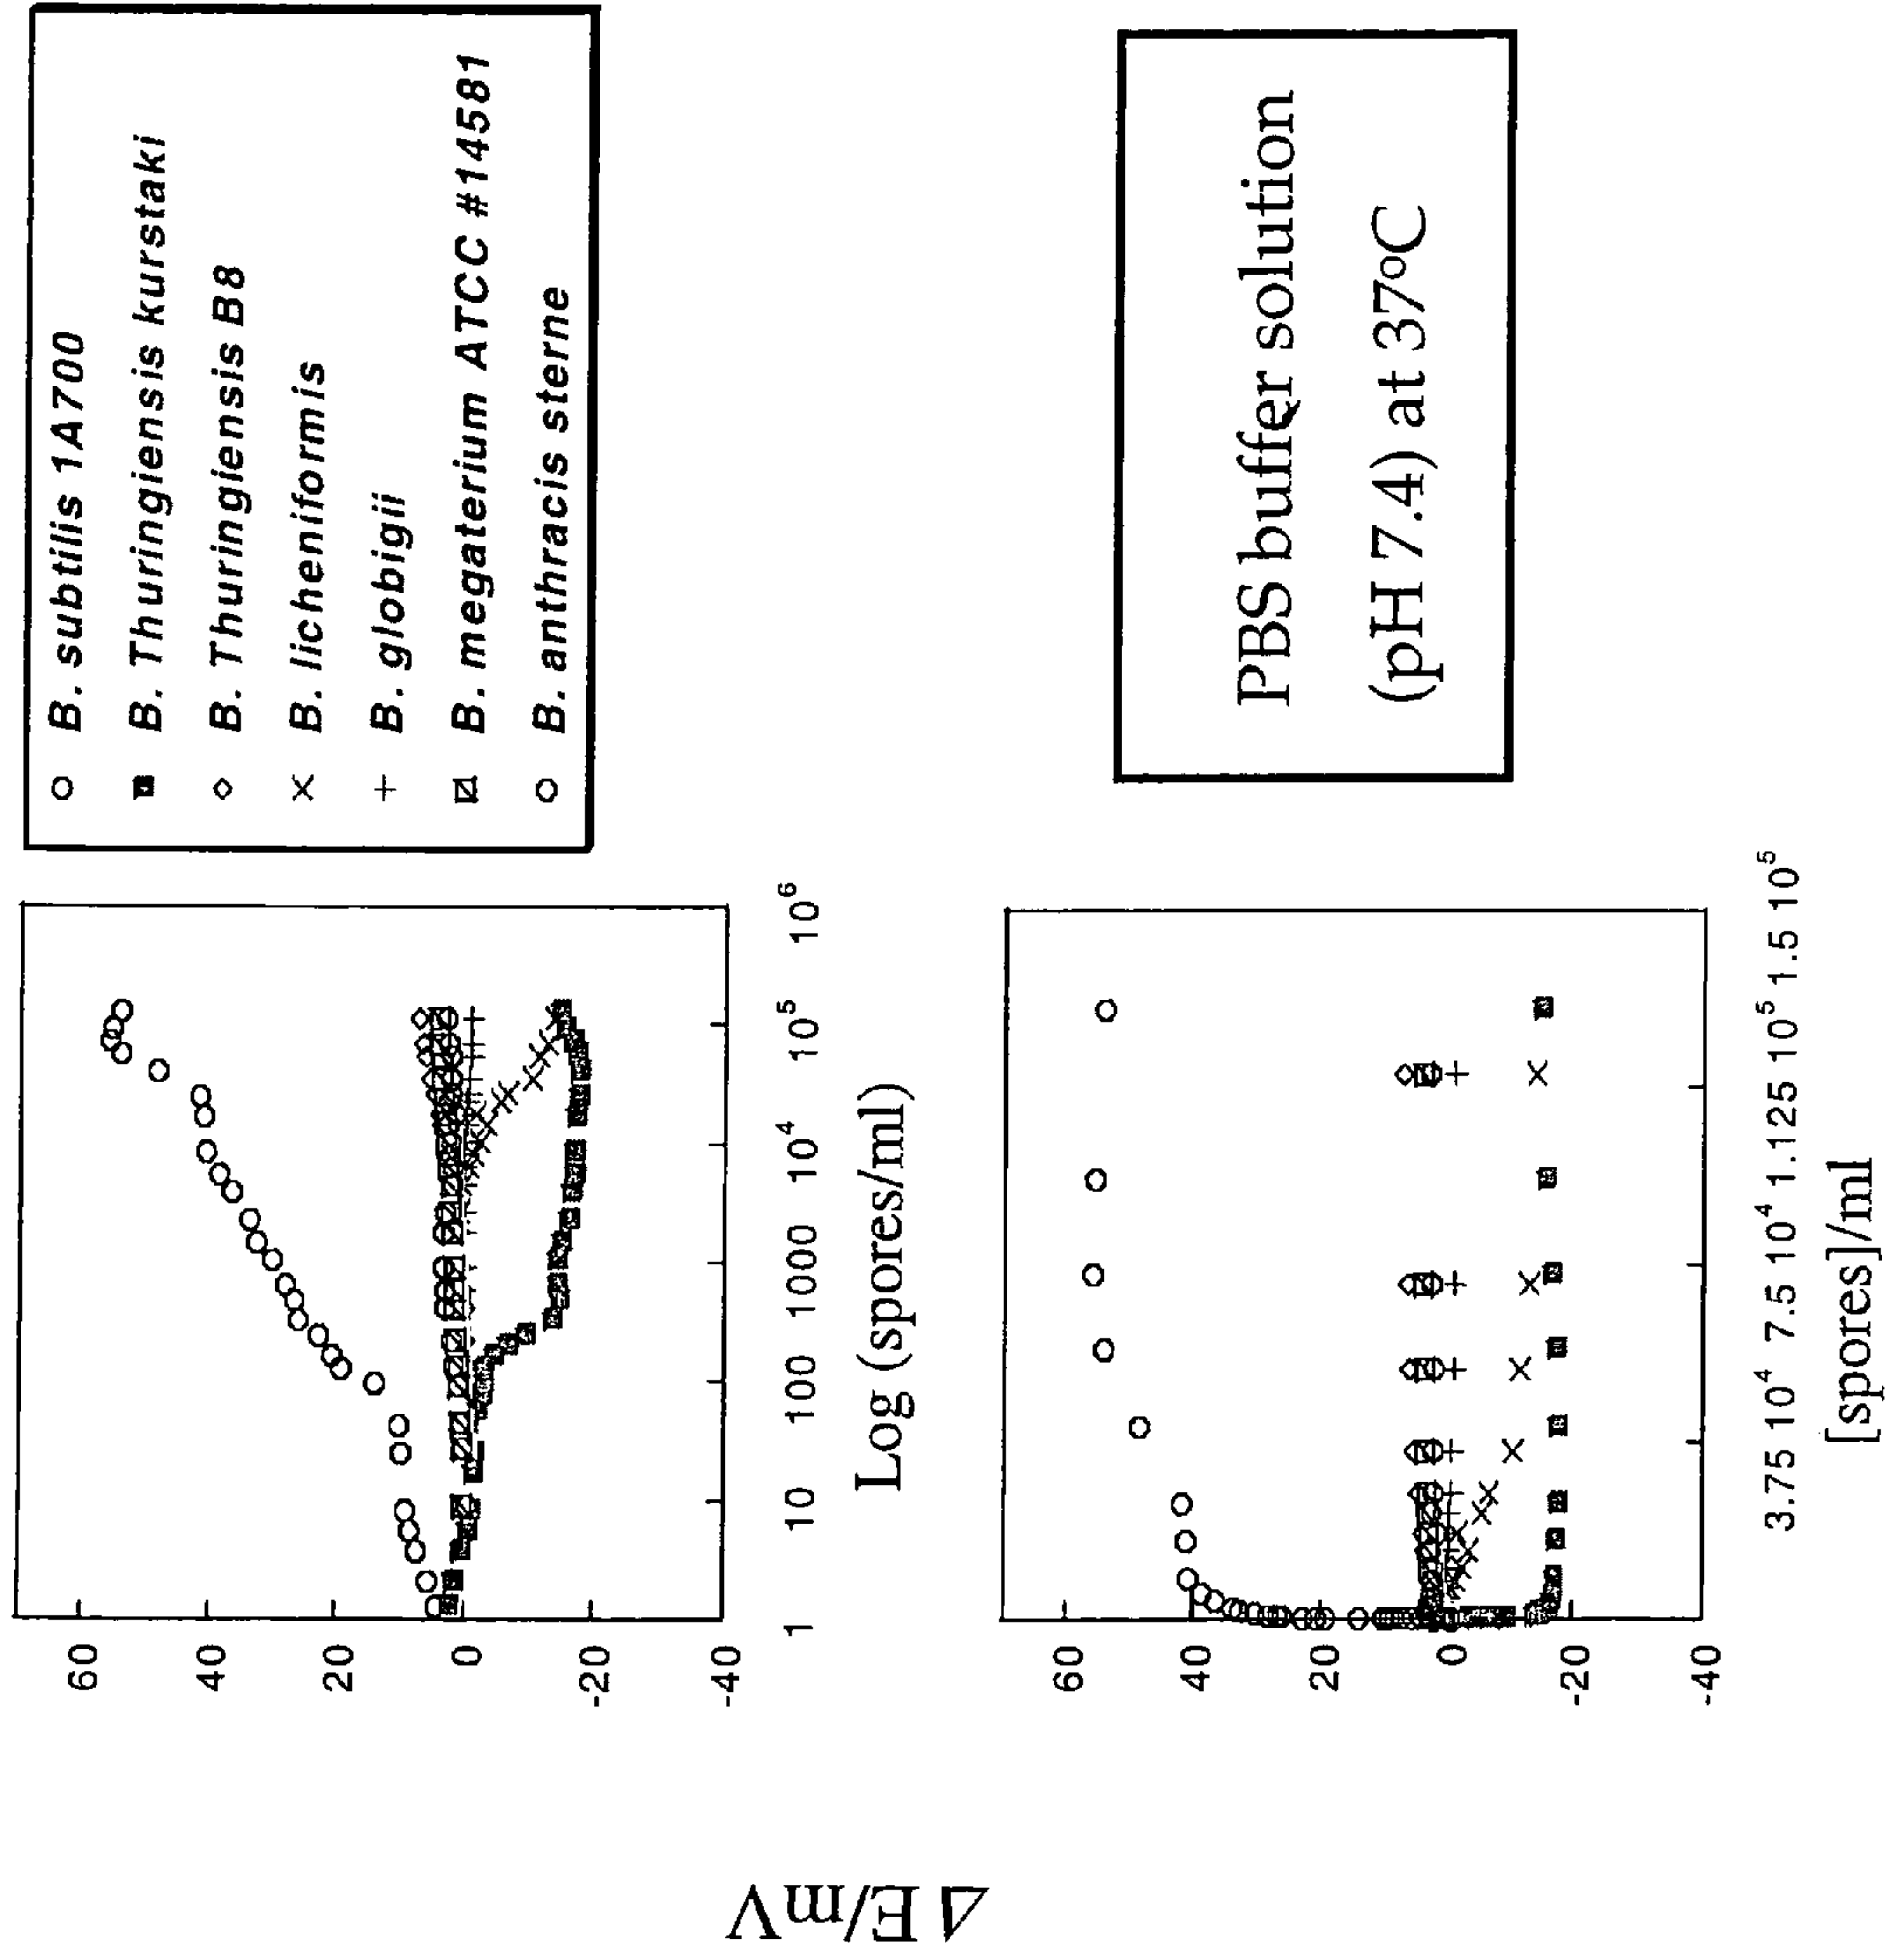 ΔE/mV
60
40
20
0
-20
-40
1 10 100 1000 10⁴ 10⁵ 10⁶
Log (spores/ml)
B. subtilis 1A700
B. Thuringiensis kurstaki
B. Thuringiensis B8
B. licheniformis
B. globigii
B. megaterium ATCC #14581
B. anthracis sterne
60
40
20
0
-20
-40
3.75 10⁴ 7.5 10⁴ 1.125 10⁵ 1.5 10⁵
[spores]/ml
PBS buffer solution
(pH 7.4) at 37°C